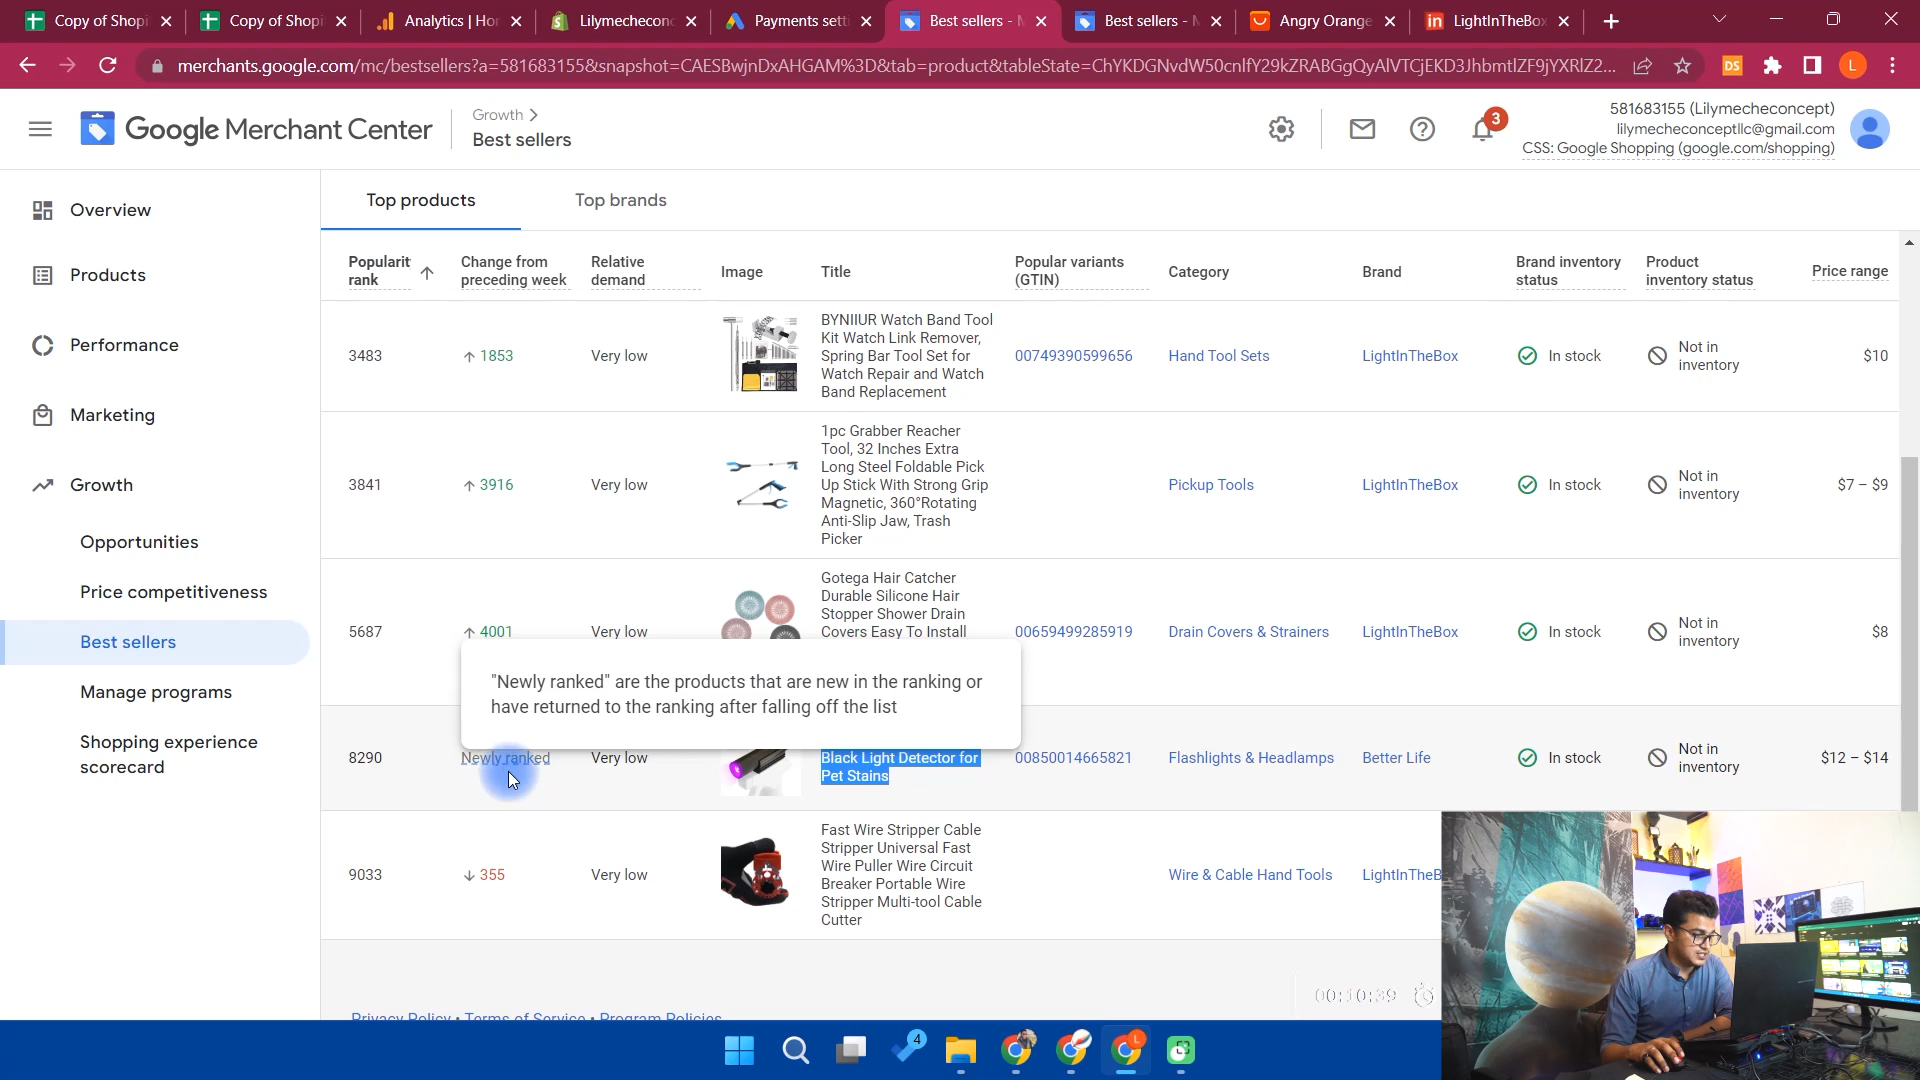 Copy of Shopi
Copy of Shopi
Analytics | Hor
Lilymechecon
Payments setti
Best sellers - M
Best sellers - M
Angry Orange
LightInTheBox
merchants.google.com/mc/bestsellers?a=581683155&snapshot=CAESBwjnDxAHGAM%3D&tab=product&tableState=ChYKDGNvdW50cnlfY29kZRABGgQyAlVTCjEKD3JhbmtlZF9jYXRlZ2...
DS
L
Google Merchant Center
Growth
Best sellers
3
581683155 (Lilymecheconcept)
lilymecheconceptllc@gmail.com
CSS: Google Shopping (google.com/shopping)
Overview
Products
Performance
Marketing
Growth
Opportunities
Price competitiveness
Best sellers
Manage programs
Shopping experience
scorecard
Top products
Top brands
Popularit
rank
Change from
preceding week
Relative
demand
Image
Title
Popular variants
(GTIN)
Category
Brand
Brand inventory
status
Product
inventory status
Price range
3483
1853
Very low
BYNIIUR Watch Band Tool
Kit Watch Link Remover,
Spring Bar Tool Set for
Watch Repair and Watch
Band Replacement
00749390599656
Hand Tool Sets
LightInTheBox
In stock
Not in
inventory
$10
3841
3916
Very low
1pc Grabber Reacher
Tool, 32 Inches Extra
Long Steel Foldable Pick
Up Stick With Strong Grip
Magnetic, 360°Rotating
Anti-Slip Jaw, Trash
Picker
Pickup Tools
LightInTheBox
In stock
Not in
inventory
$7 – $9
5687
4001
Very low
Gotega Hair Catcher
Durable Silicone Hair
Stopper Shower Drain
Covers Easy To Install
00659499285919
Drain Covers & Strainers
LightInTheBox
In stock
Not in
inventory
$8
"Newly ranked" are the products that are new in the ranking or
have returned to the ranking after falling off the list
8290
Newly ranked
Very low
Black Light Detector for
Pet Stains
00850014665821
Flashlights & Headlamps
Better Life
In stock
Not in
inventory
$12 – $14
9033
355
Very low
Fast Wire Stripper Cable
Stripper Universal Fast
Wire Puller Wire Circuit
Breaker Portable Wire
Stripper Multi-tool Cable
Cutter
Wire & Cable Hand Tools
LightInTheB
00:10:39
Privacy Policy • Terms of Service • Program Policies
4
L